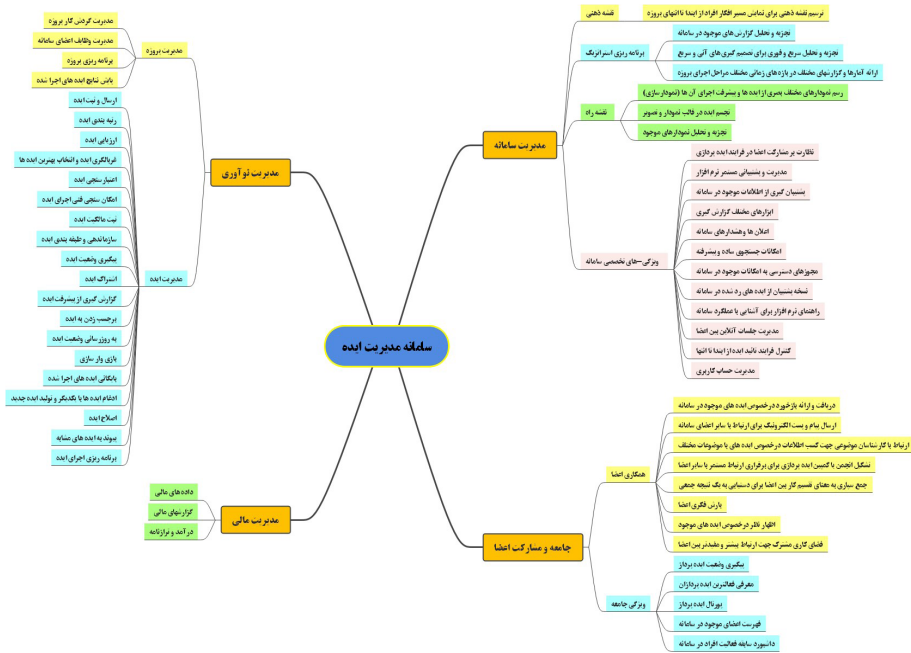 سامانه مدیریت ایده
مدیریت سامانه
نقشه ذهنی
ترسیم نقشه ذهنی برای نمایش مسیر افکار افراد از ابتدا تا انتهای پروژه
برنامه ریزی استراتژیک
تجزیه و تحلیل گزارش های موجود در سامانه
تجزیه و تحلیل سریع و فوری برای تصمیم گیری های آنی و سریع
ارائه آمارها و گزارشهای مختلف در بازه های زمانی مختلف مراحل اجرای پروژه
نقشه راه
رسم نمودارهای مختلف بصری از ایده ها و پیشرفت اجرای آن ها (نمودارسازی)
تجسم ایده در قالب نمودار و تصویر
تجزیه و تحلیل نمودارهای موجود
ویژگی-های تخصصی سامانه
نظارت بر مشارکت اعضا در فرایند ایده پردازی
مدیریت و پشتیبانی مستمر نرم افزار
پشتیبان گیری از اطلاعات موجود در سامانه
ابزارهای مختلف گزارش گیری
اعلان ها و هشدارهای سامانه
امکانات جستجوی ساده و پیشرفته
مجوزهای دسترسی به امکانات موجود در سامانه
نسخه پشتیبان از ایده های رد شده در سامانه
راهنمای نرم افزار برای آشنایی با عملکرد سامانه
مدیریت جلسات آنلاین بین اعضا
کنترل فرایند تائید ایده از ابتدا تا انتها
مدیریت حساب کاربری
جامعه و مشارکت اعضا
همکاری اعضا
دریافت و ارائه بازخورد درخصوص ایده های موجود در سامانه
ارسال پیام و پست الکترونیک برای ارتباط با سایر اعضای سامانه
ارتباط با کارشناسان موضوعی جهت کسب اطلاعات درخصوص ایده های با موضوعات مختلف
تشکیل انجمن یا کمپین ایده پردازی برای برقراری ارتباط مستمر با سایر اعضا
جمع سپاری به معنای تقسیم کار بین اعضا برای دستیابی به یک نتیجه جمعی
بارش فکری اعضا
اظهار نظر درخصوص ایده های موجود
فضای کاری مشترک جهت ارتباط بیشتر و مفیدتر بین اعضا
ویژگی جامعه
پیگیری وضعیت ایده پرداز
معرفی فعالترین ایده پردازان
پورتال ایده پرداز
فهرست اعضای موجود در سامانه
داشبورد سابقه فعالیت افراد در سامانه
مدیریت نوآوری
مدیریت پروژه
مدیریت گردش کار پروژه
مدیریت وظایف اعضای سامانه
برنامه ریزی پروژه
پایش نتایج ایده های اجرا شده
مدیریت ایده
ارسال و ثبت ایده
رتبه بندی ایده
ارزیابی ایده
غربالگری ایده و انتخاب بهترین ایده ها
اعتبارسنجی ایده
امکان سنجی فنی اجرای ایده
ثبت مالکیت ایده
سازماندهی و طبقه بندی ایده
پیگیری وضعیت ایده
اشتراک ایده
گزارش گیری از پیشرفت ایده
برچسب زدن به ایده
به روزرسانی وضعیت ایده
بازی وار سازی
بایگانی ایده های اجرا شده
ادغام ایده ها با یکدیگر و تولید ایده جدید
اصلاح ایده
پیوند به ایده های مشابه
برنامه ریزی اجرای ایده
مدیریت مالی
داده های مالی
گزارشهای مالی
درآمد و ترازنامه